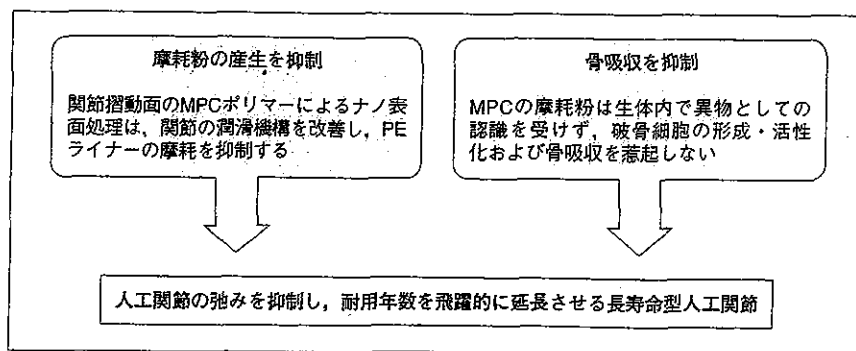 摩耗粉の産生を抑制
関節摺動面のMPCポリマーによるナノ表
面処理は，関節の潤滑機構を改善し，PE
ライナーの摩耗を抑制する
骨吸収を抑制
MPCの摩耗粉は生体内で異物としての
認識を受けず，破骨細胞の形成・活性
化および骨吸収を惹起しない
人工関節の弛みを抑制し，耐用年数を飛躍的に延長させる長寿命型人工関節